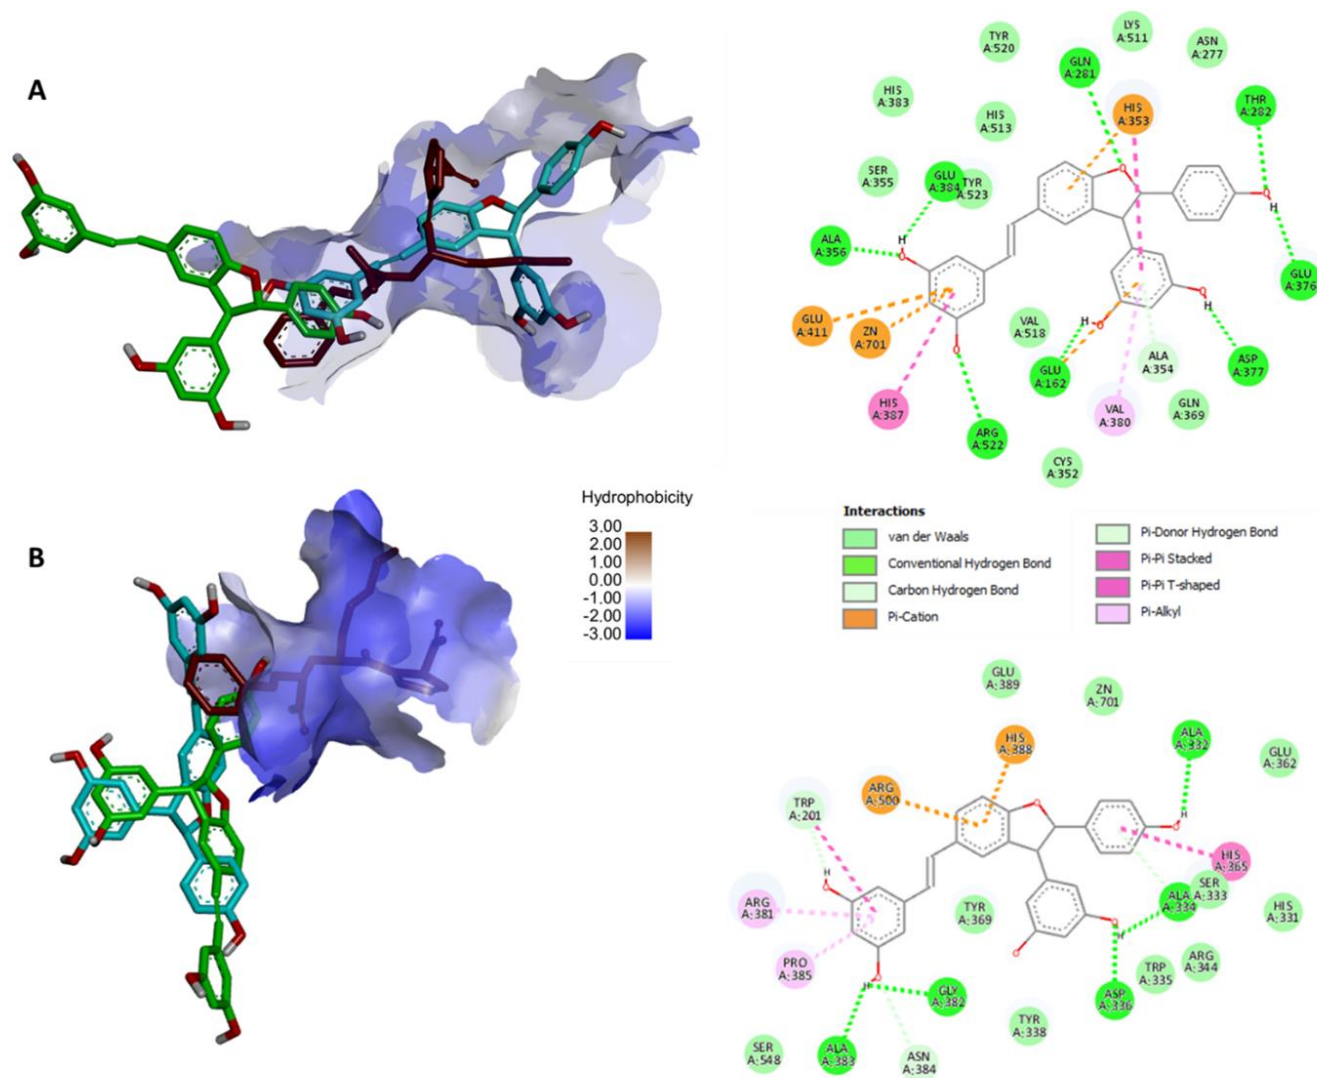 A
TYR
A:520
LYS
A:511
ASN
A:277
GLN
A:281
HIS
A:383
HIS
A:353
THR
A:282
HIS
A:513
SER
A:355
GLU
A:384
TYR
A:523
O
H
O
H
ALA
A:356
H
O
GLU
A:376
GLU
A:411
ZN
A:701
VAL
A:518
H
O
O
H
ALA
A:354
ASP
A:377
GLU
A:162
O
HIS
A:387
VAL
A:380
GLN
A:369
ARG
A:522
CYS
A:352
B
Hydrophobicity
3.00
2.00
1.00
0.00
-1.00
-2.00
-3.00
Interactions
van der Waals
Conventional Hydrogen Bond
Carbon Hydrogen Bond
Pi-Cation
Pi-Donor Hydrogen Bond
Pi-Pi Stacked
Pi-Pi T-shaped
Pi-Alkyl
GLU
A:389
ZN
A:701
HIS
A:388
ALA
A:332
GLU
A:362
ARG
A:500
TRP
A:201
O
H
O
HIS
A:365
H
O
SER
A:333
ALA
A:334
HIS
A:331
ARG
A:381
TYR
A:369
O
H
O
PRO
A:385
TRP
A:335
ARG
A:344
O
H
GLY
A:382
ASP
A:336
TYR
A:338
SER
A:548
ALA
A:383
ASN
A:384